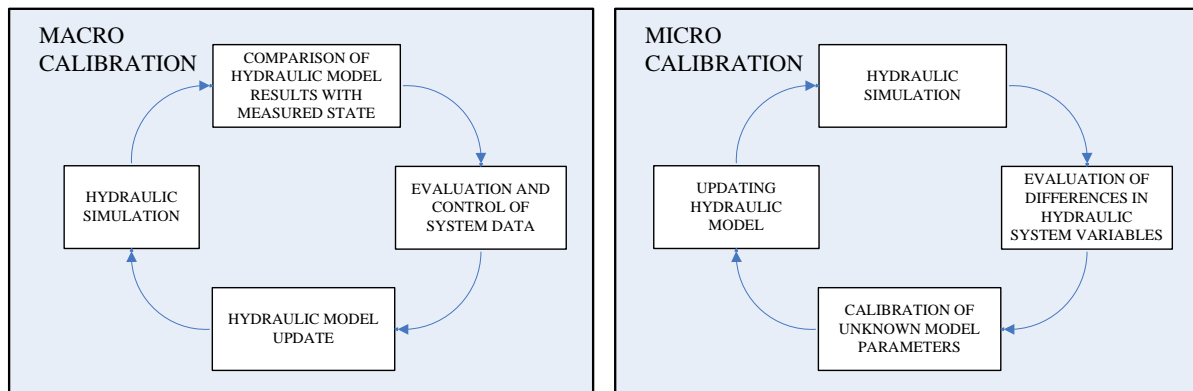 MACRO
CALIBRATION
COMPARISON OF
HYDRAULIC MODEL
RESULTS WITH
MEASURED STATE
EVALUATION AND
CONTROL OF
SYSTEM DATA
HYDRAULIC MODEL
UPDATE
HYDRAULIC
SIMULATION
MICRO
CALIBRATION
HYDRAULIC
SIMULATION
EVALUATION OF
DIFFERENCES IN
HYDRAULIC
SYSTEM VARIABLES
CALIBRATION OF
UNKNOWN MODEL
PARAMETERS
UPDATING
HYDRAULIC
MODEL